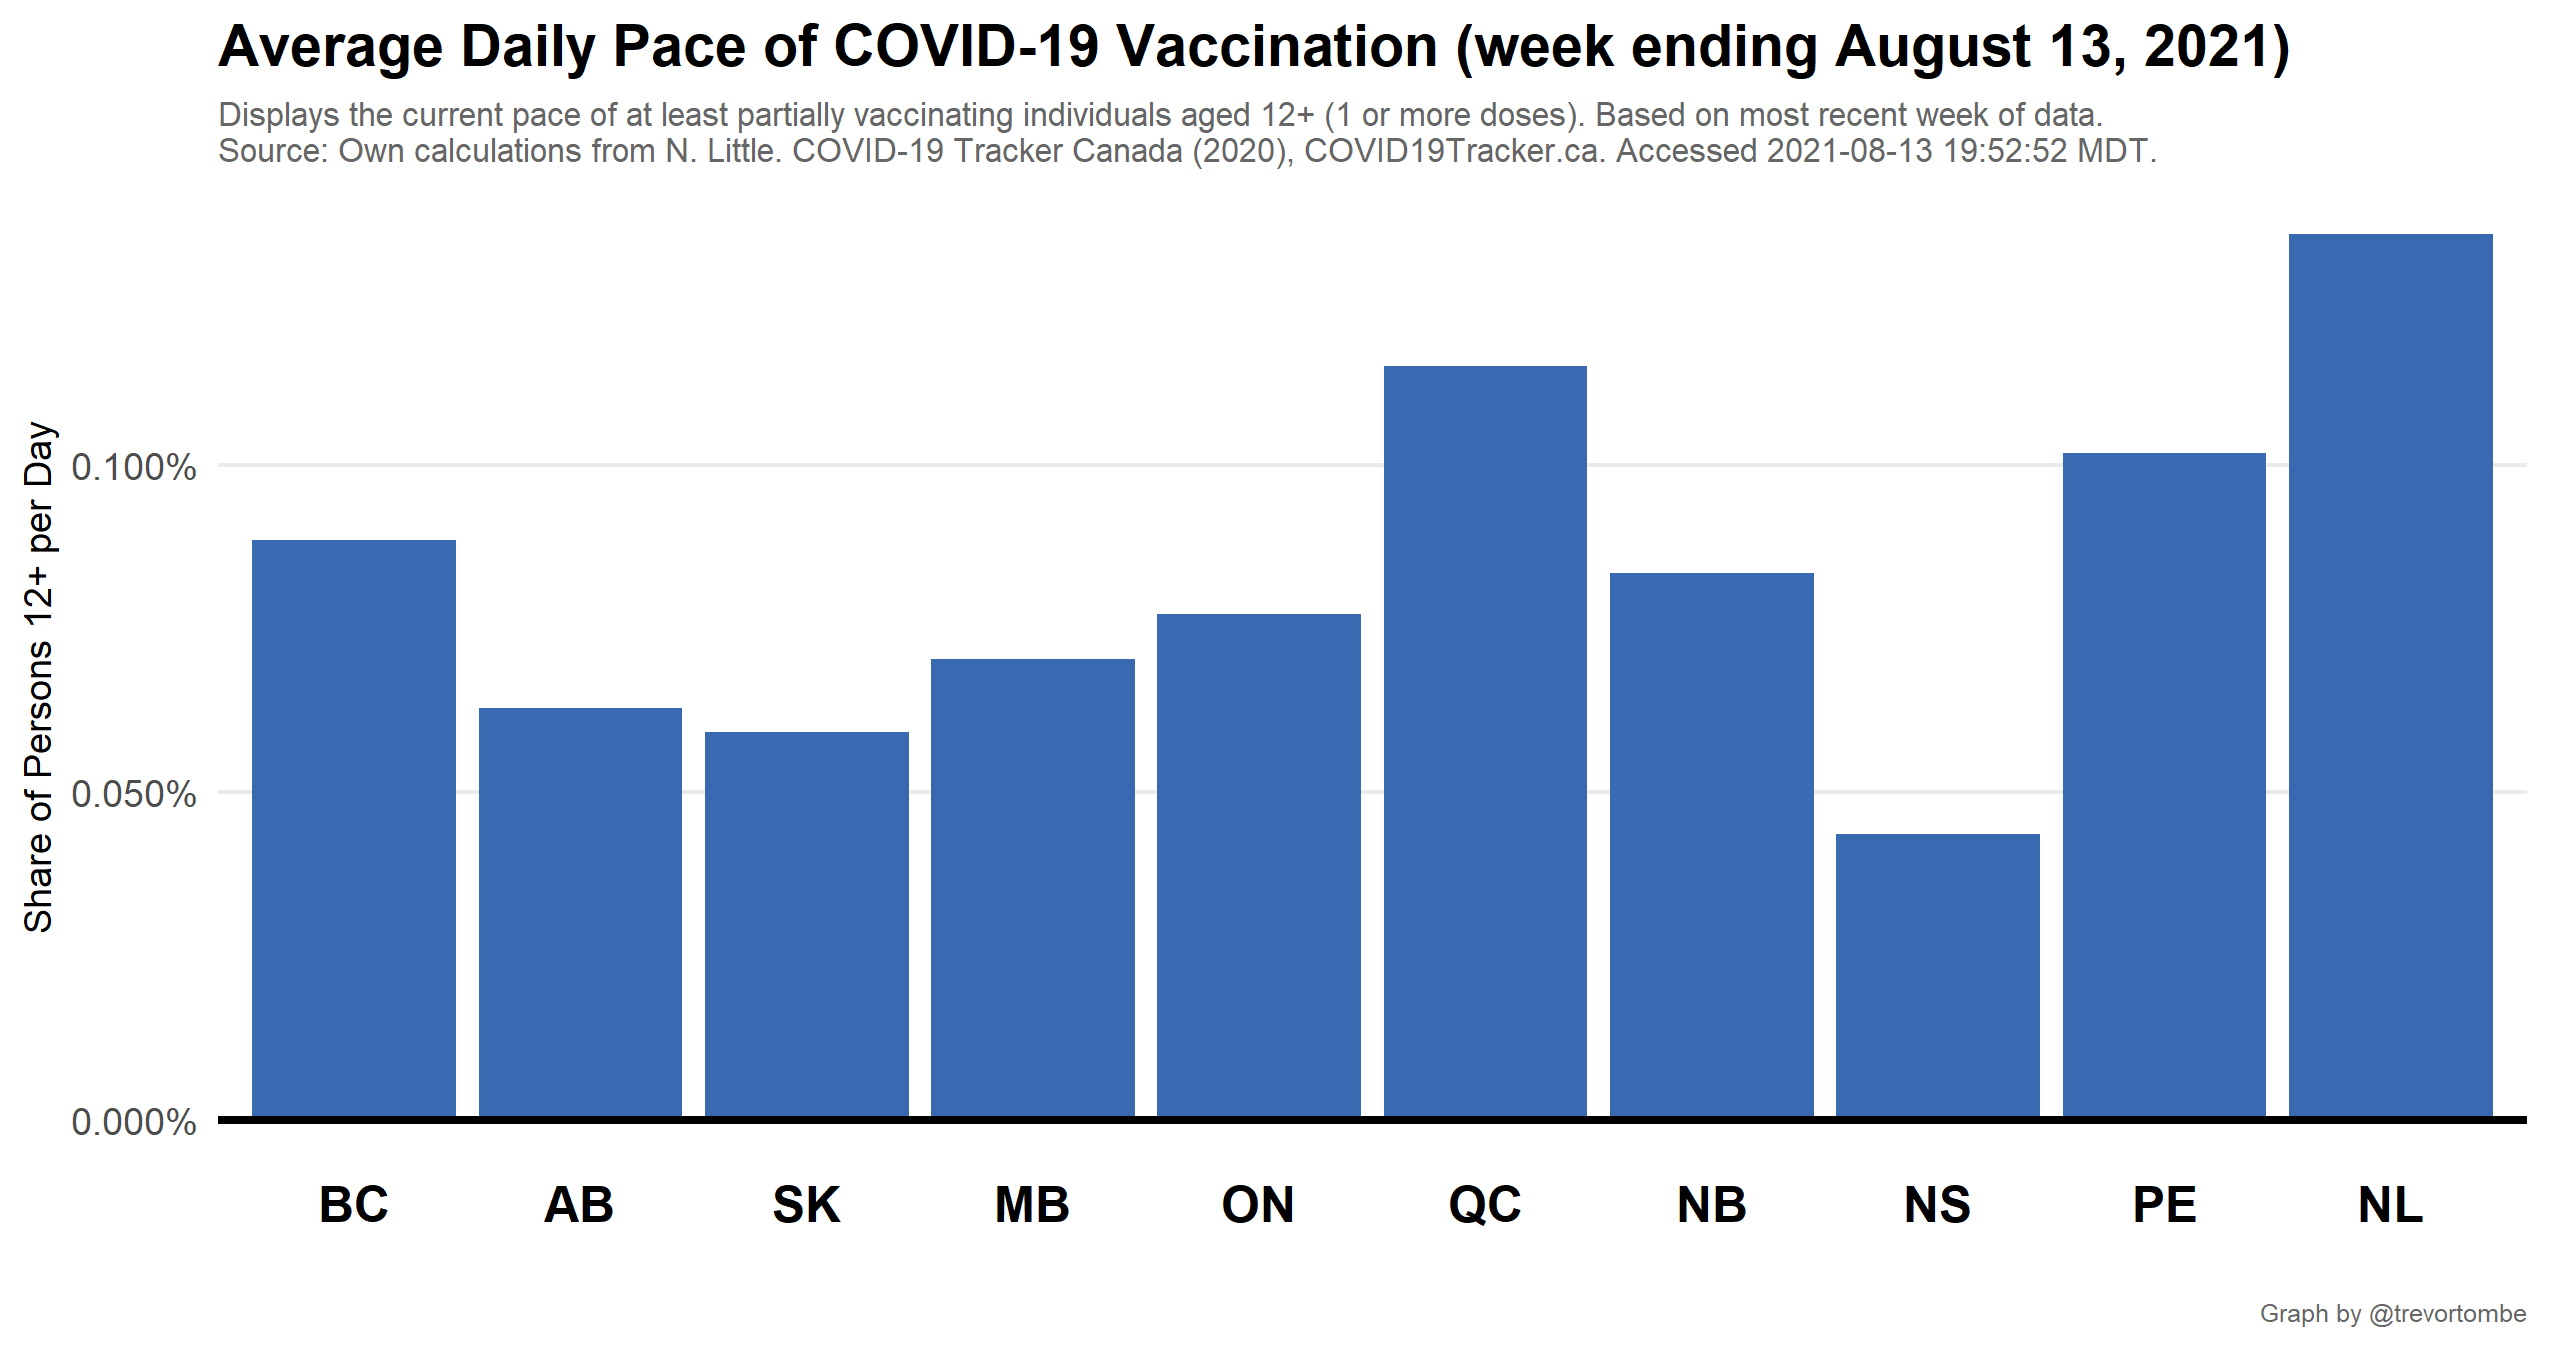 Average Daily Pace of COVID-19 Vaccination (week ending August 13, 2021)
Displays the current pace of at least partially vaccinating individuals aged 12+ (1 or more doses). Based on most recent week of data.
Source: Own calculations from N. Little. COVID-19 Tracker Canada (2020), COVID19Tracker.ca. Accessed 2021-08-13 19:52:52 MDT.
Share of Persons 12+ per Day
0.100%
0.050%
0.000%
BC AB SK MB ON QC NB NS PE NL
Graph by @trevortombe